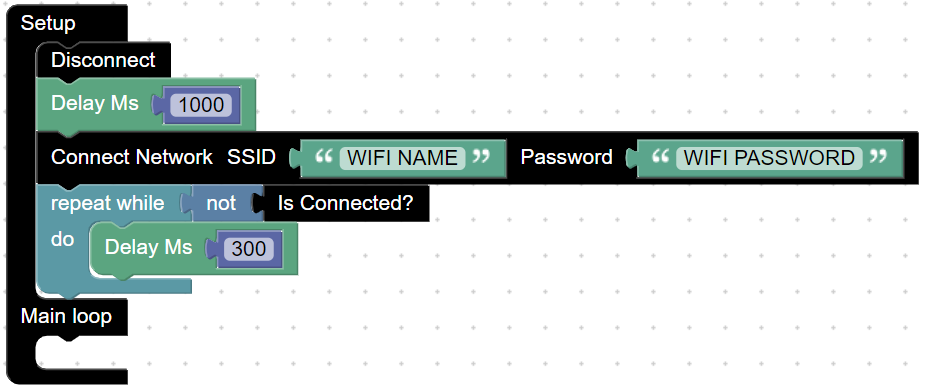 Setup
Disconnect
Delay Ms 1000
Connect Network SSID “ WIFI NAME ” Password “ WIFI PASSWORD ”
repeat while not Is Connected?
do Delay Ms 300
Main loop